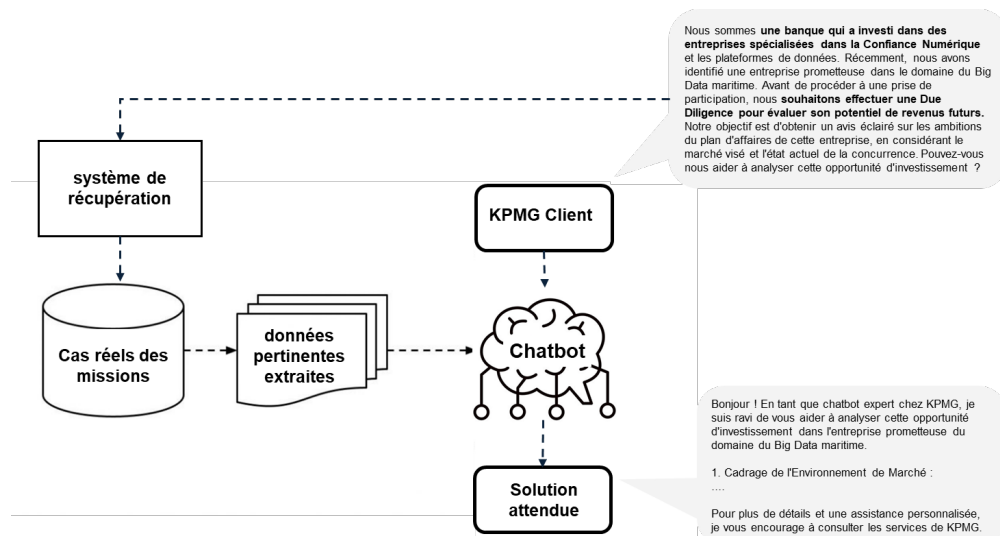 Nous sommes une banque qui a investi dans des
entreprises spécialisées dans la Confiance Numérique
et les plateformes de données. Récemment, nous avons
identifié une entreprise prometteuse dans le domaine du Big
Data maritime. Avant de procéder à une prise de
participation, nous souhaitons effectuer une Due
Diligence pour évaluer son potentiel de revenus futurs.
Notre objectif est d'obtenir un avis éclairé sur les ambitions
du plan d'affaires de cette entreprise, en considérant le
marché visé et l'état actuel de la concurrence. Pouvez-vous
nous aider à analyser cette opportunité d'investissement ?
système de
récupération
KPMG Client
Cas réels des
missions
données
pertinentes
extraites
Chatbot
Solution
attendue
Bonjour ! En tant que chatbot expert chez KPMG, je
suis ravi de vous aider à analyser cette opportunité
d'investissement dans l'entreprise prometteuse du
domaine du Big Data maritime.
1. Cadrage de l'Environnement de Marché :
....
Pour plus de détails et une assistance personnalisée,
je vous encourage à consulter les services de KPMG.